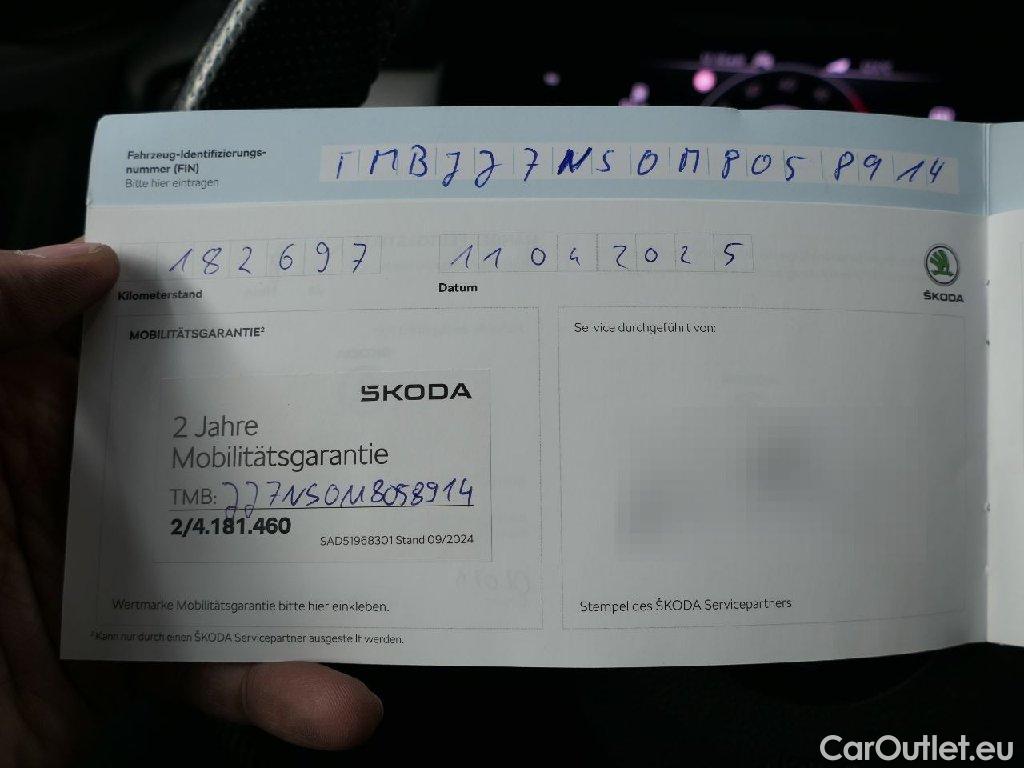 Fahrzeug-Identifizierungs-
nummer (FIN)
Bitte hier eintragen
TMBJJ7NS0M8058914
182697
11042025
Kilometerstand
Datum
ŠKODA
MOBILITÄTSGARANTIE²
Service durchgeführt von:
ŠKODA
2 Jahre
Mobilitätsgarantie
TMB: JJ7NS0M8058914
2/4.181.460
SAD51968301 Stand 09/2024
Wertmarke Mobilitätsgarantie bitte hier einkleben.
Stempel des ŠKODA Servicepartners
² Kann nur durch einen ŠKODA Servicepartner ausgestellt werden.
CarOutlet.eu